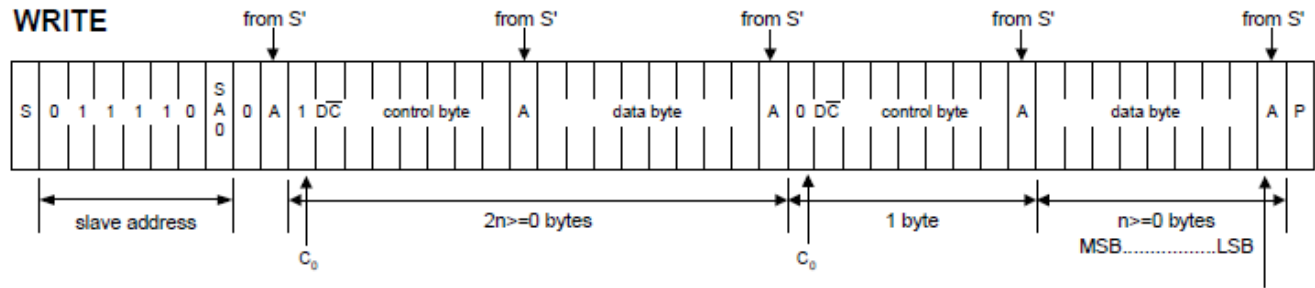 WRITE
from S' from S' from S' from S' from S'
S 0 1 1 1 1 0 SA0 0 A 1 DC̅ control byte A data byte A 0 DC̅ control byte A data byte A P
slave address 2n>=0 bytes 1 byte n>=0 bytes
MSB.................LSB
C₀ C₀